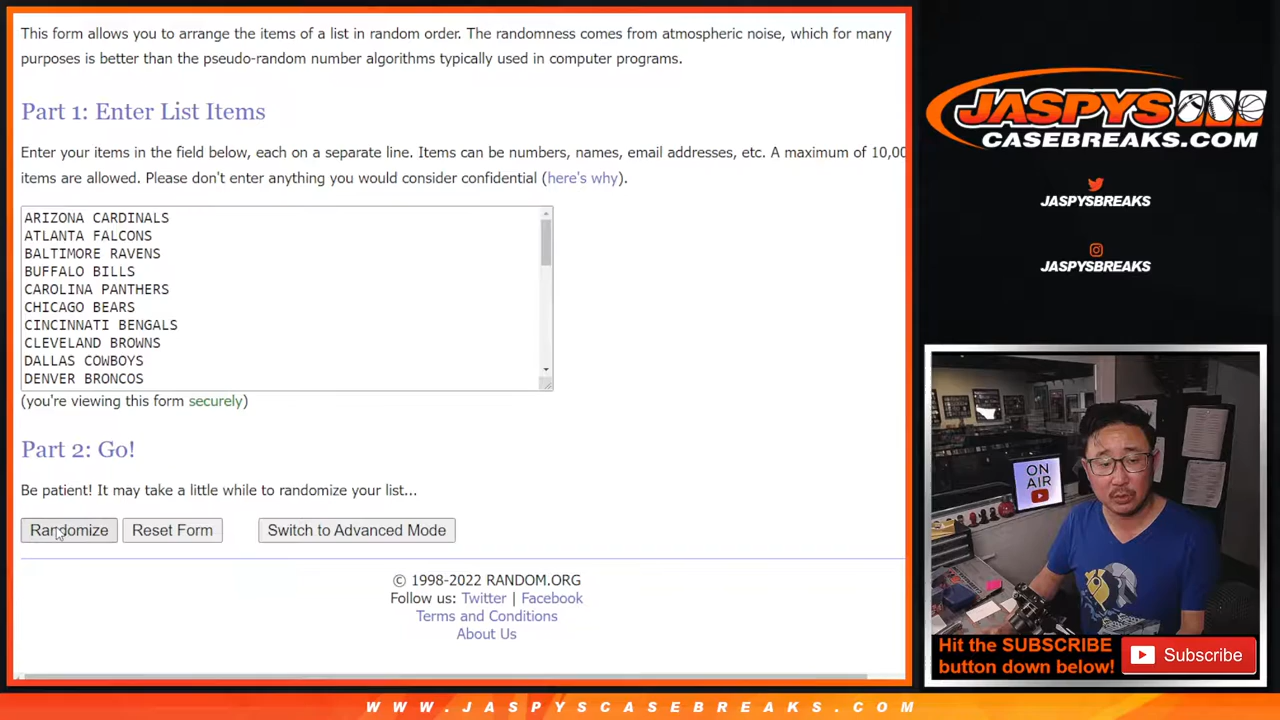 This form allows you to arrange the items of a list in random order. The randomness comes from atmospheric noise, which for many
purposes is better than the pseudo-random number algorithms typically used in computer programs.
Part 1: Enter List Items
Enter your items in the field below, each on a separate line. Items can be numbers, names, email addresses, etc. A maximum of 10,00
items are allowed. Please don't enter anything you would consider confidential (here's why).
ARIZONA CARDINALS
ATLANTA FALCONS
BALTIMORE RAVENS
BUFFALO BILLS
CAROLINA PANTHERS
CHICAGO BEARS
CINCINNATI BENGALS
CLEVELAND BROWNS
DALLAS COWBOYS
DENVER BRONCOS
(you're viewing this form securely)
Part 2: Go!
Be patient! It may take a little while to randomize your list...
Randomize Reset Form Switch to Advanced Mode
© 1998-2022 RANDOM.ORG
Follow us: Twitter | Facebook
Terms and Conditions
About Us
JASPYS
CASEBREAKS.COM
JASPYSBREAKS
JASPYSBREAKS
ON
AIR
Hit the SUBSCRIBE
button down below!
Subscribe
WWW.JASPYSCASEBREAKS.COM